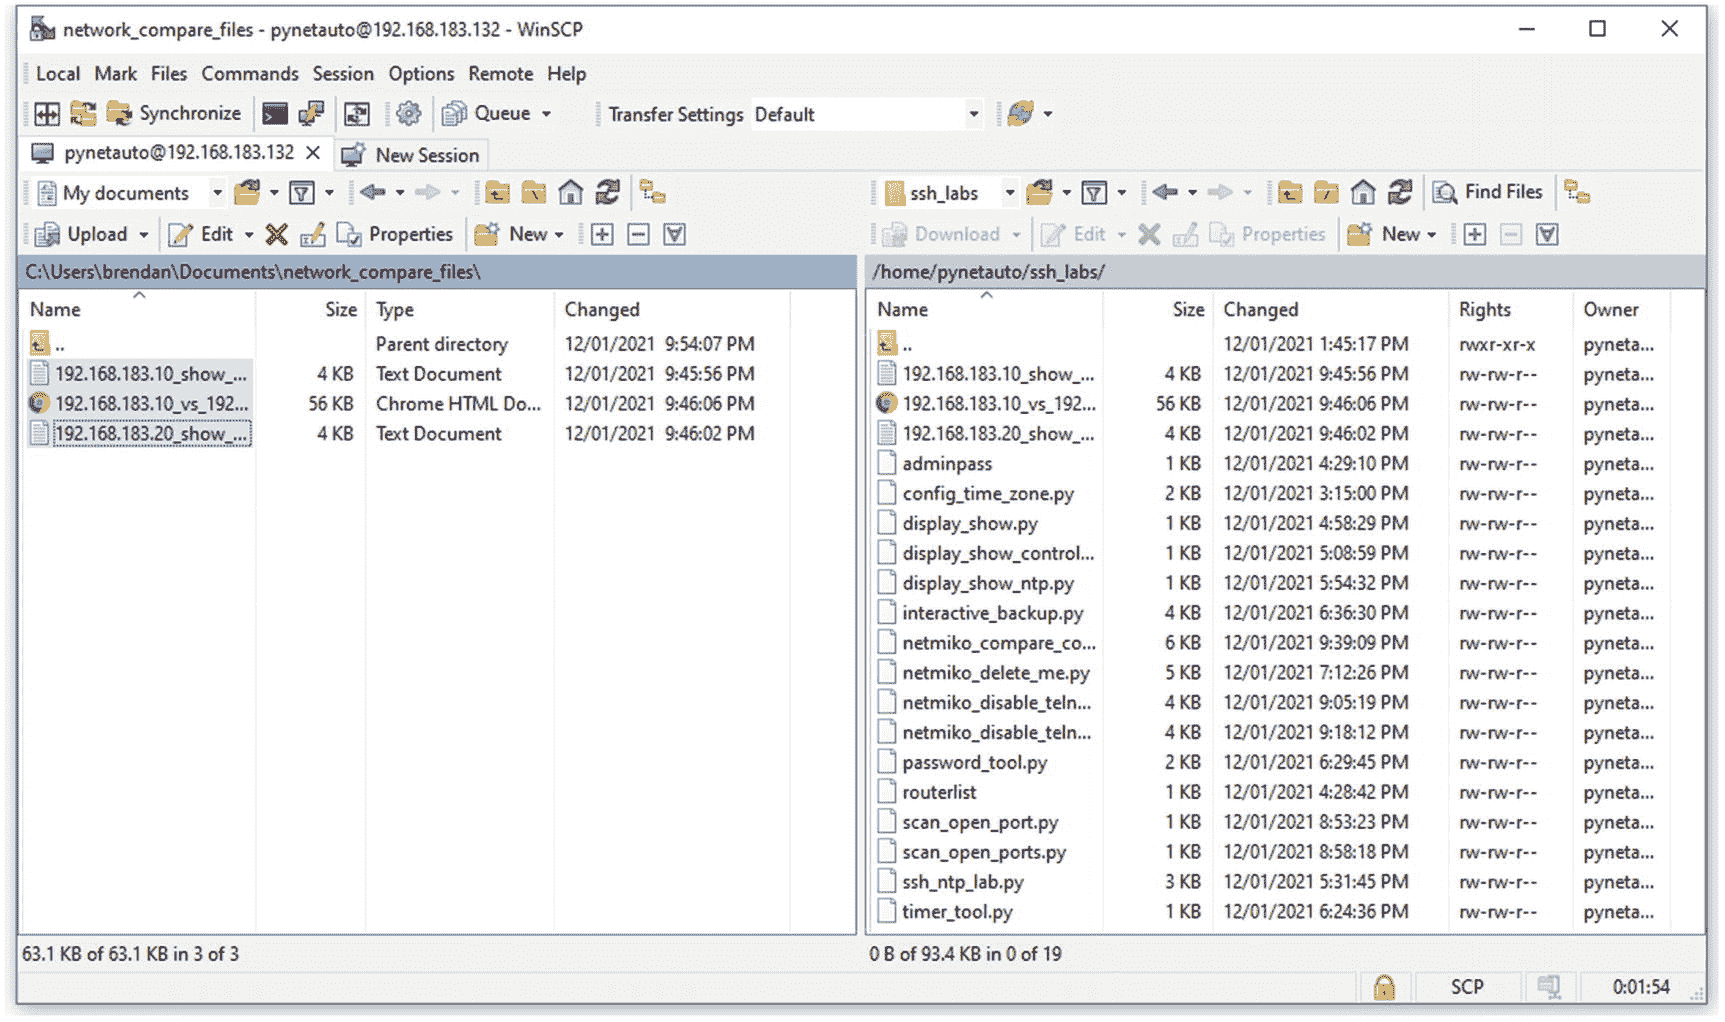 network_compare_files - pynetauto@192.168.183.132 - WinSCP
Local Mark Files Commands Session Options Remote Help
Synchronize Queue Transfer Settings Default
pynetauto@192.168.183.132 New Session
My documents
Upload Edit Properties New
C:\Users\brendan\Documents\network_compare_files\
Name Size Type Changed
.. Parent directory 12/01/2021 9:54:07 PM
192.168.183.10_show_... 4 KB Text Document 12/01/2021 9:45:56 PM
192.168.183.10_vs_192... 56 KB Chrome HTML Do... 12/01/2021 9:46:06 PM
192.168.183.20_show_... 4 KB Text Document 12/01/2021 9:46:02 PM
63.1 KB of 63.1 KB in 3 of 3
ssh_labs Find Files
Download Edit Properties New
/home/pynetauto/ssh_labs/
Name Size Changed Rights Owner
.. 12/01/2021 1:45:17 PM rwxr-xr-x pyneta...
192.168.183.10_show_... 4 KB 12/01/2021 9:45:56 PM rw-rw-r-- pyneta...
192.168.183.10_vs_192... 56 KB 12/01/2021 9:46:06 PM rw-rw-r-- pyneta...
192.168.183.20_show_... 4 KB 12/01/2021 9:46:02 PM rw-rw-r-- pyneta...
adminpass 1 KB 12/01/2021 4:29:10 PM rw-rw-r-- pyneta...
config_time_zone.py 2 KB 12/01/2021 3:15:00 PM rw-rw-r-- pyneta...
display_show.py 1 KB 12/01/2021 4:58:29 PM rw-rw-r-- pyneta...
display_show_control... 1 KB 12/01/2021 5:08:59 PM rw-rw-r-- pyneta...
display_show_ntp.py 1 KB 12/01/2021 5:54:32 PM rw-rw-r-- pyneta...
interactive_backup.py 4 KB 12/01/2021 6:36:30 PM rw-rw-r-- pyneta...
netmiko_compare_co... 6 KB 12/01/2021 9:39:09 PM rw-rw-r-- pyneta...
netmiko_delete_me.py 5 KB 12/01/2021 7:12:26 PM rw-rw-r-- pyneta...
netmiko_disable_teln... 4 KB 12/01/2021 9:05:19 PM rw-rw-r-- pyneta...
netmiko_disable_teln... 4 KB 12/01/2021 9:18:12 PM rw-rw-r-- pyneta...
password_tool.py 2 KB 12/01/2021 6:29:45 PM rw-rw-r-- pyneta...
routerlist 1 KB 12/01/2021 4:28:42 PM rw-rw-r-- pyneta...
scan_open_port.py 1 KB 12/01/2021 8:53:23 PM rw-rw-r-- pyneta...
scan_open_ports.py 1 KB 12/01/2021 8:58:18 PM rw-rw-r-- pyneta...
ssh_ntp_lab.py 3 KB 12/01/2021 5:31:45 PM rw-rw-r-- pyneta...
timer_tool.py 1 KB 12/01/2021 6:24:36 PM rw-rw-r-- pyneta...
0 B of 93.4 KB in 0 of 19
SCP 0:01:54